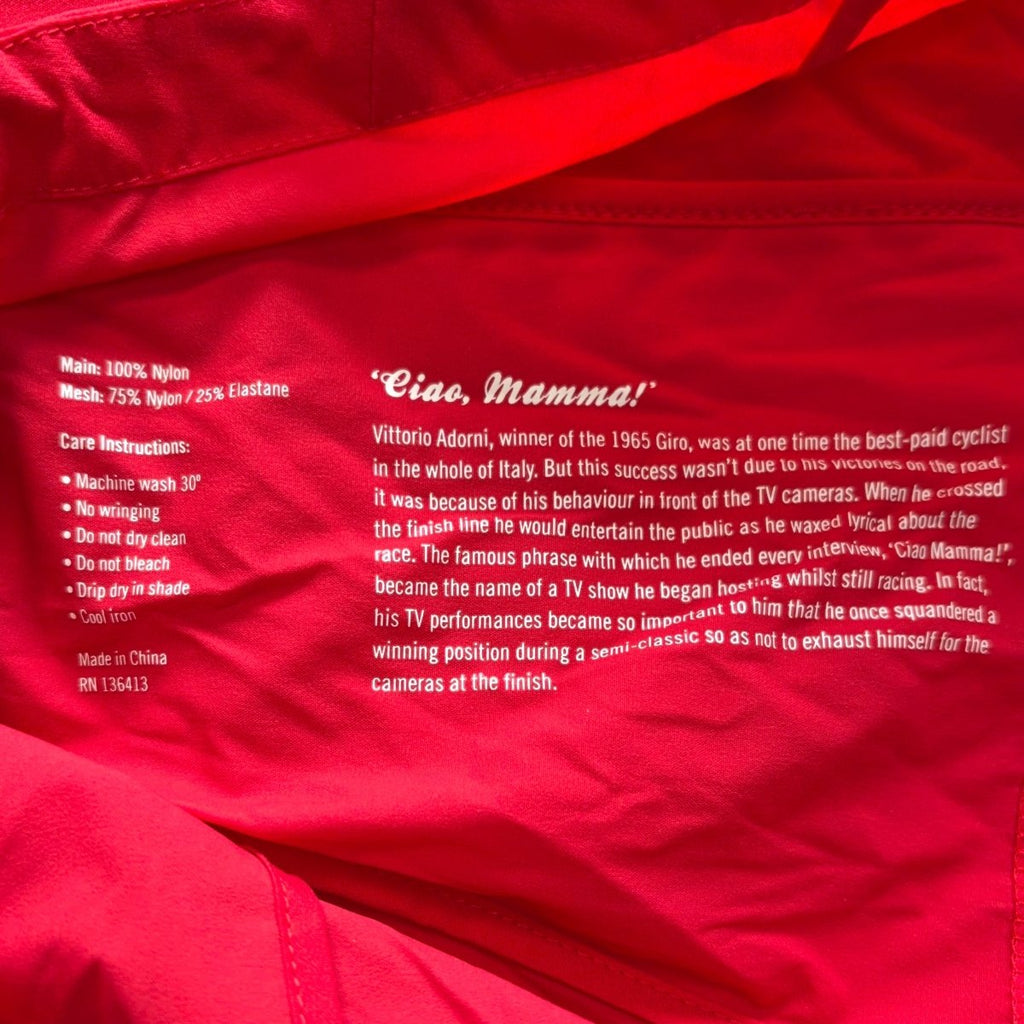 Main: 100% Nylon
Mesh: 75% Nylon / 25% Elastane
Care Instructions:
• Machine wash 30°
• No wringing
• Do not dry clean
• Do not bleach
• Drip dry in shade
• Cool iron
Made in China
RN 136413
‘Ciao, Mamma!’
Vittorio Adorni, winner of the 1965 Giro, was at one time the best-paid cyclist
in the whole of Italy. But this success wasn't due to his victories on the road,
it was because of his behaviour in front of the TV cameras. When he crossed
the finish line he would entertain the public as he waxed lyrical about the
race. The famous phrase with which he ended every interview, ‘Ciao Mamma!’,
became the name of a TV show he began hosting whilst still racing. In fact,
his TV performances became so important to him that he once squandered a
winning position during a semi-classic so as not to exhaust himself for the
cameras at the finish.